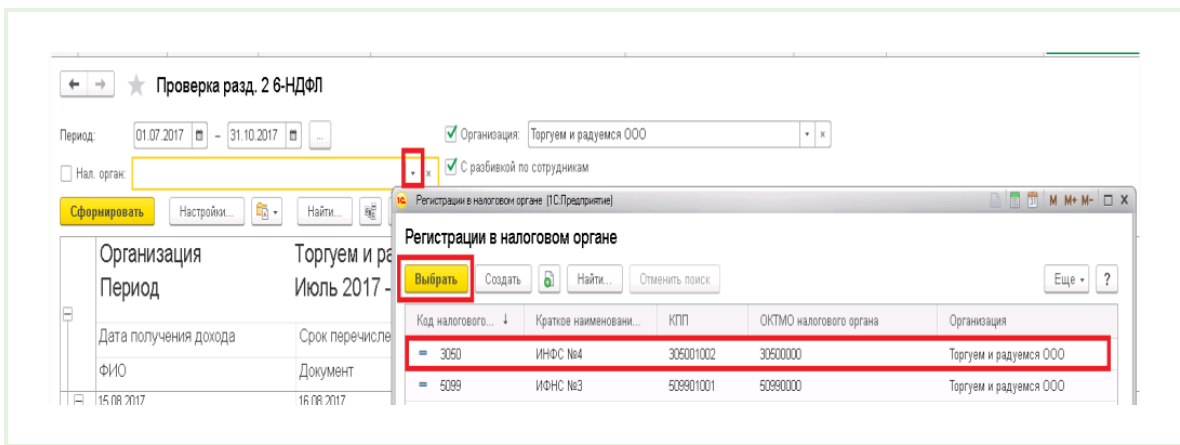 Проверка разд. 2 6-НДФЛ
Период: 01.07.2017 – 31.10.2017 ... Организация: Торгуем и радуемся ООО
Нал. орган: С разбивкой по сотрудникам
Сформировать Настройки... Найти...
Регистрации в налоговом органе (1С:Предприятие) M M+ M-
Регистрации в налоговом органе
Выбрать Создать Найти... Отменить поиск Еще ?
Организация Торгуем и ра
Период Июль 2017 -
Код налогового... ↓ Краткое наименовани... КПП ОКТМО налогового органа Организация
Дата получения дохода Срок перечисле
3050 ИНФС №4 305001002 30500000 Торгуем и радуемся ООО
ФИО Документ
5099 ИФНС №3 509901001 50990000 Торгуем и радуемся ООО
15.08.2017 16.08.2017